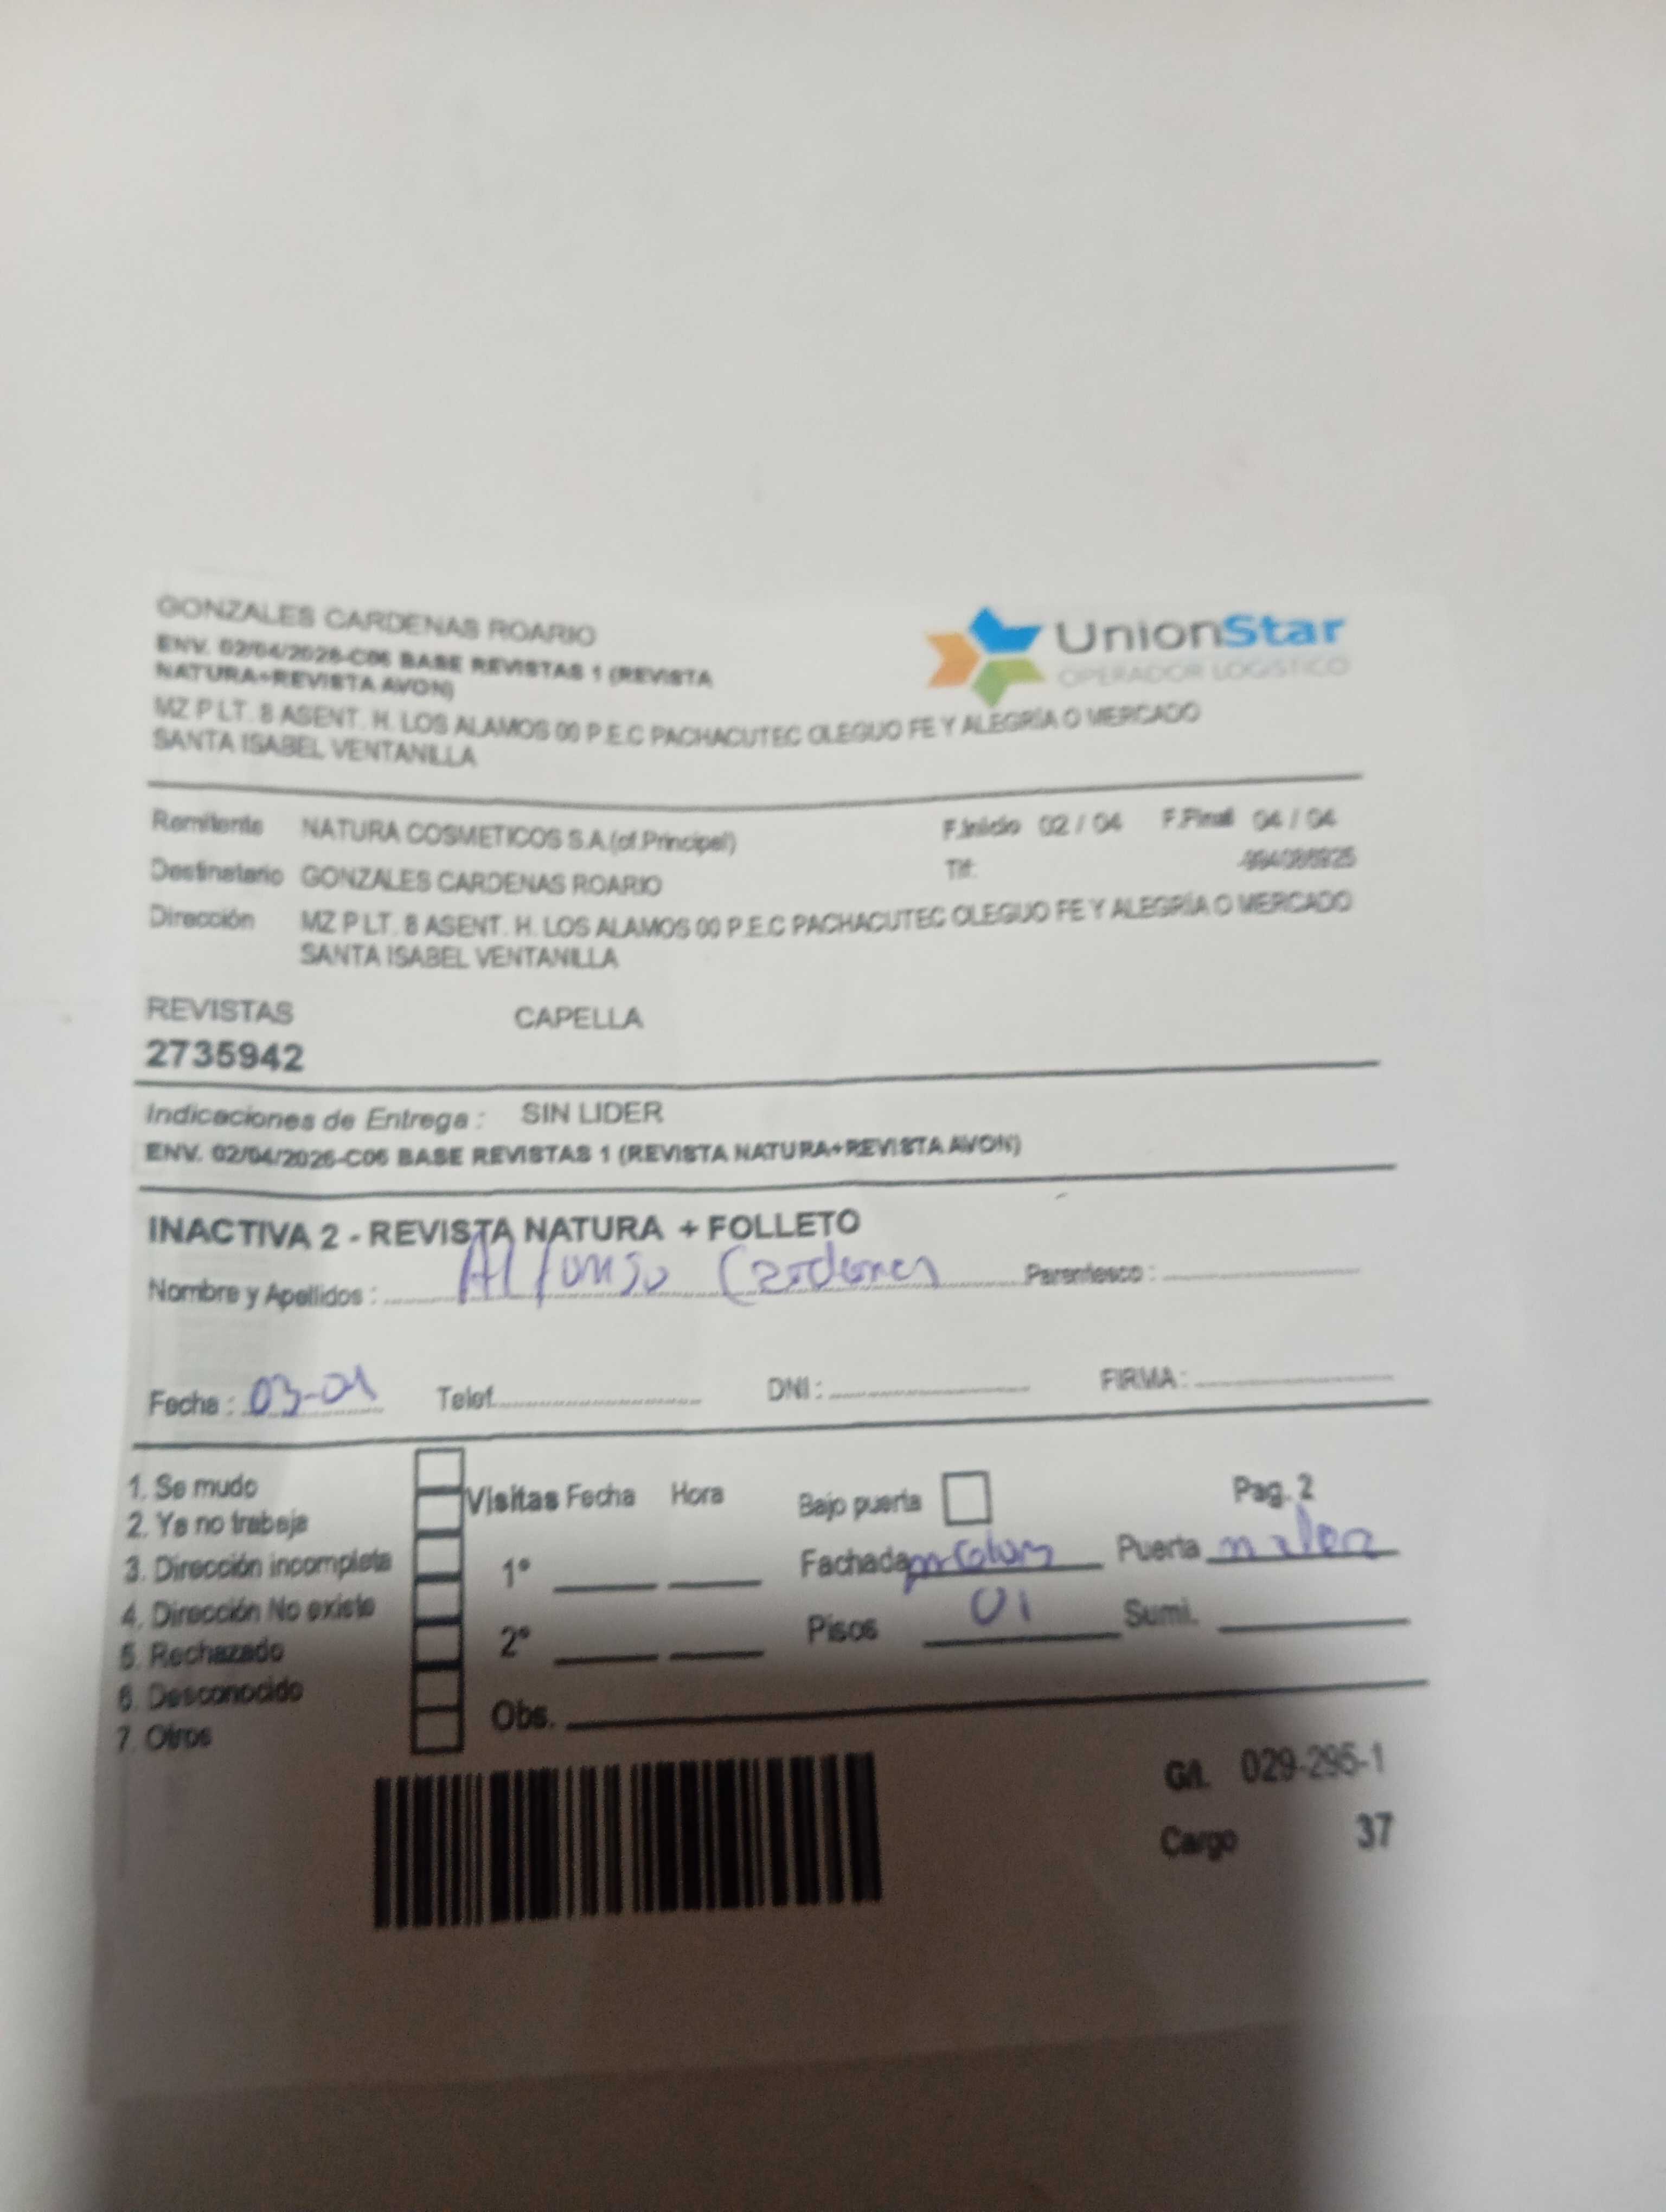 GONZALES CARDENAS ROARIO
UnionStar
OPERADOR LOGISTICO
ENV. 02/04/2026-C06 BASE REVISTAS 1 (REVISTA
NATURA+REVISTA AVON)
MZ P LT. 8 ASENT. H. LOS ALAMOS 00 P.E.C PACHACUTEC OLEGUO FE Y ALEGRÍA O MERCADO
SANTA ISABEL VENTANILLA
Remitente NATURA COSMETICOS S.A.(of.Principal) F.Inicio 02 / 04 F.Final 04 / 04
Destinatario GONZALES CARDENAS ROARIO Tlf:
Dirección MZ P LT. 8 ASENT. H. LOS ALAMOS 00 P.E.C PACHACUTEC OLEGUO FE Y ALEGRÍA O MERCADO
SANTA ISABEL VENTANILLA
REVISTAS CAPELLA
2735942
Indicaciones de Entrega : SIN LIDER
ENV. 02/04/2026-C06 BASE REVISTAS 1 (REVISTA NATURA+REVISTA AVON)
INACTIVA 2 - REVISTA NATURA + FOLLETO
Nombre y Apellidos : Alfonso Cardenas Parentesco :
Fecha : 03-04 Telef. DNI : FIRMA :
1. Se mudo
2. Ya no trabaja
3. Dirección incompleta
4. Dirección No existe
5. Rechazado
6. Desconocido
7. Otros
Visitas Fecha Hora Bajo puerta Pag. 2
1° Fachada Puerta
2° Pisos 01 Sumi.
Obs.
G/L 029-295-1
Cargo 37